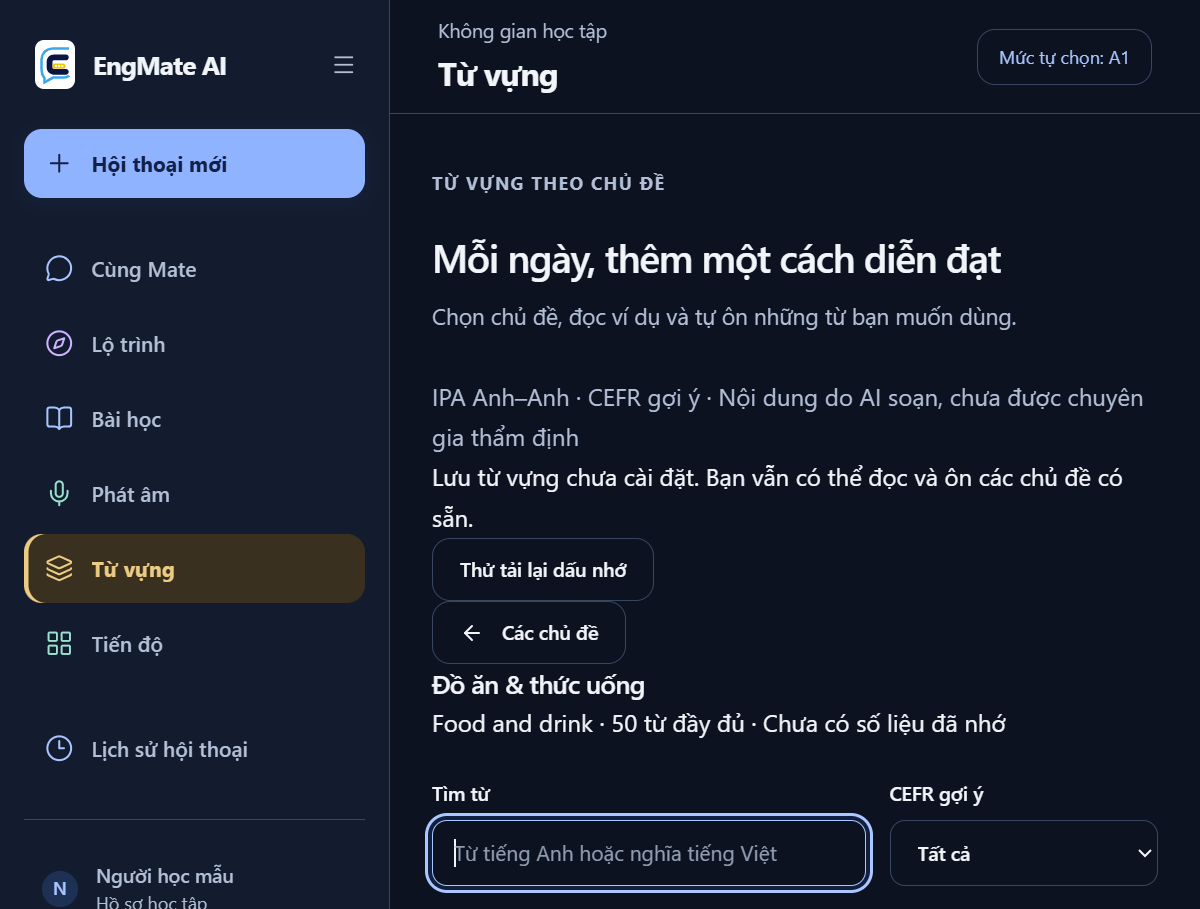 EngMate AI
Hội thoại mới
Cùng Mate
Lộ trình
Bài học
Phát âm
Từ vựng
Tiến độ
Lịch sử hội thoại
N
Người học mẫu
Hồ sơ học tập
Không gian học tập
Từ vựng
Mức tự chọn: A1
TỪ VỰNG THEO CHỦ ĐỀ
Mỗi ngày, thêm một cách diễn đạt
Chọn chủ đề, đọc ví dụ và tự ôn những từ bạn muốn dùng.
IPA Anh–Anh · CEFR gợi ý · Nội dung do AI soạn, chưa được chuyên
gia thẩm định
Lưu từ vựng chưa cài đặt. Bạn vẫn có thể đọc và ôn các chủ đề có
sẵn.
Thử tải lại dấu nhớ
Các chủ đề
Đồ ăn & thức uống
Food and drink · 50 từ đầy đủ · Chưa có số liệu đã nhớ
Tìm từ
CEFR gợi ý
Từ tiếng Anh hoặc nghĩa tiếng Việt
Tất cả